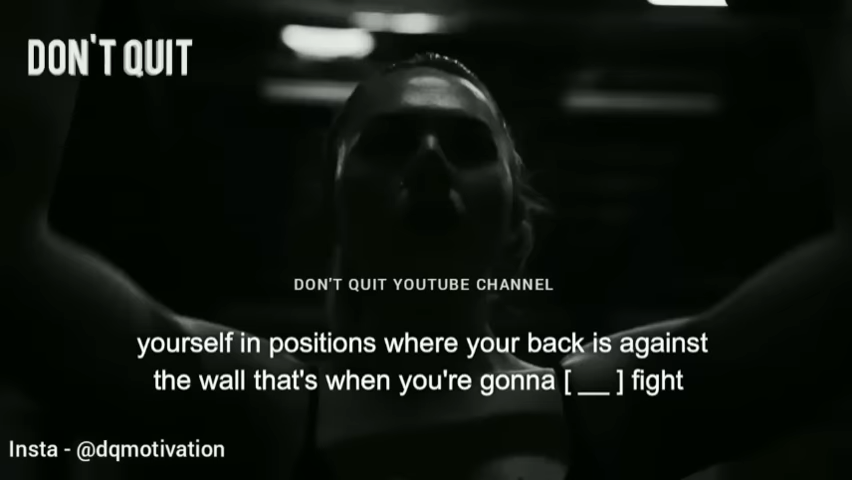 DON'T QUIT
DON'T QUIT YOUTUBE CHANNEL
yourself in positions where your back is against
the wall that's when you're gonna [ __ ] fight
Insta - @dqmotivation